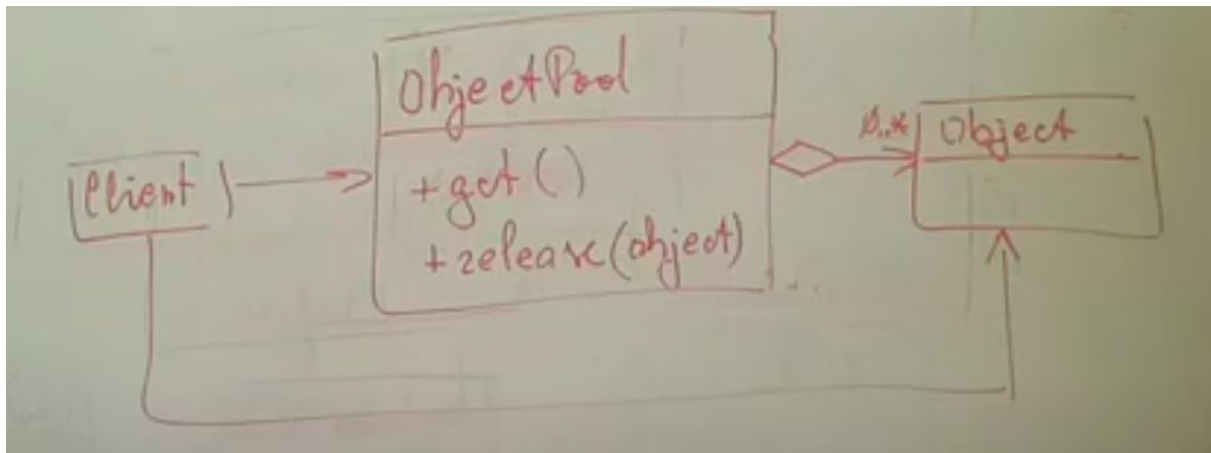 Client
ObjectPool
+get()
+release(object)
0..*
Object